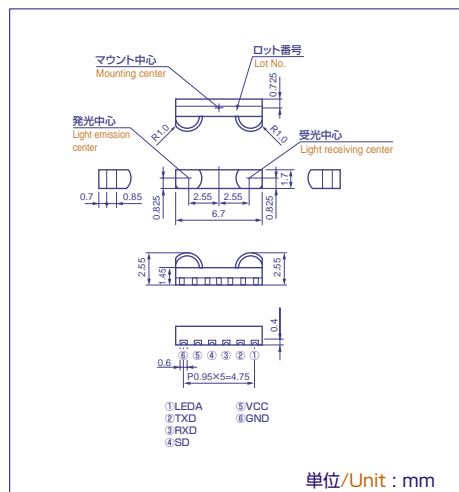 マウント中心
Mounting center
ロット番号
Lot No.
0.725
発光中心
Light emission
center
R1.0
R1.0
受光中心
Light receiving center
0.7
0.85
0.825
2.55
2.55
6.7
0.825
1.7
2.55
1.45
2.55
0.4
⑥
⑤
④
③
②
①
0.6
P0.95×5=4.75
①LEDA
⑤VCC
②TXD
⑥GND
③RXD
④SD
単位/Unit : mm